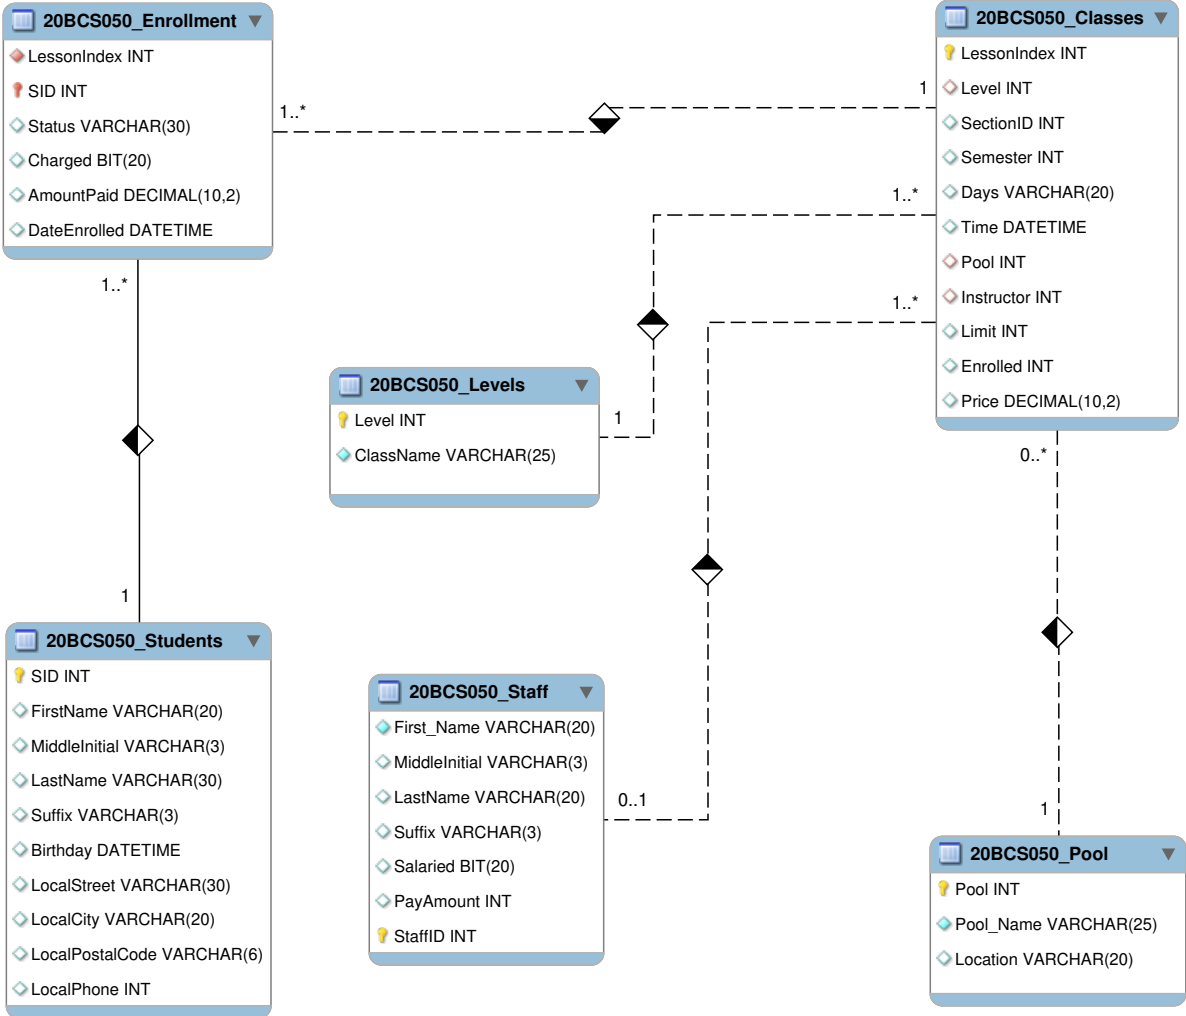 20BCS050_Enrollment
LessonIndex INT
SID INT
Status VARCHAR(30)
Charged BIT(20)
AmountPaid DECIMAL(10,2)
DateEnrolled DATETIME
1..*
1
20BCS050_Classes
LessonIndex INT
Level INT
SectionID INT
Semester INT
Days VARCHAR(20)
Time DATETIME
Pool INT
Instructor INT
Limit INT
Enrolled INT
Price DECIMAL(10,2)
1..*
1..*
1..*
0..*
20BCS050_Levels
Level INT
ClassName VARCHAR(25)
1
1
20BCS050_Students
SID INT
FirstName VARCHAR(20)
MiddleInitial VARCHAR(3)
LastName VARCHAR(30)
Suffix VARCHAR(3)
Birthday DATETIME
LocalStreet VARCHAR(30)
LocalCity VARCHAR(20)
LocalPostalCode VARCHAR(6)
LocalPhone INT
20BCS050_Staff
First_Name VARCHAR(20)
MiddleInitial VARCHAR(3)
LastName VARCHAR(20)
Suffix VARCHAR(3)
Salaried BIT(20)
PayAmount INT
StaffID INT
0..1
1
20BCS050_Pool
Pool INT
Pool_Name VARCHAR(25)
Location VARCHAR(20)